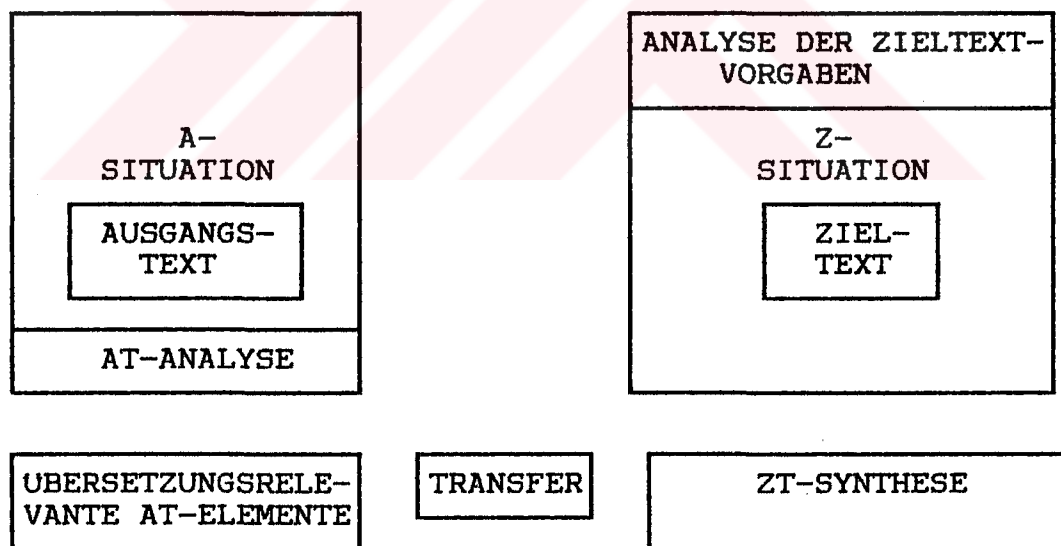 A-
SITUATION
AUSGANGS-
TEXT
AT-ANALYSE
ANALYSE DER ZIELTEXT-
VORGABEN
Z-
SITUATION
ZIEL-
TEXT
UBERSETZUNGSRELE-
VANTE AT-ELEMENTE
TRANSFER
ZT-SYNTHESE